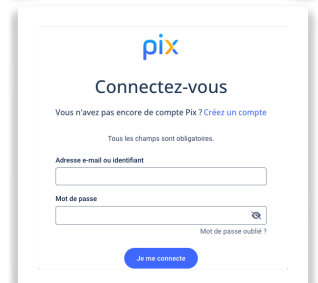 pix
Connectez-vous
Vous n'avez pas encore de compte Pix ? Créez un compte
Tous les champs sont obligatoires.
Adresse e-mail ou identifiant
Mot de passe
Mot de passe oublié ?
Je me connecte